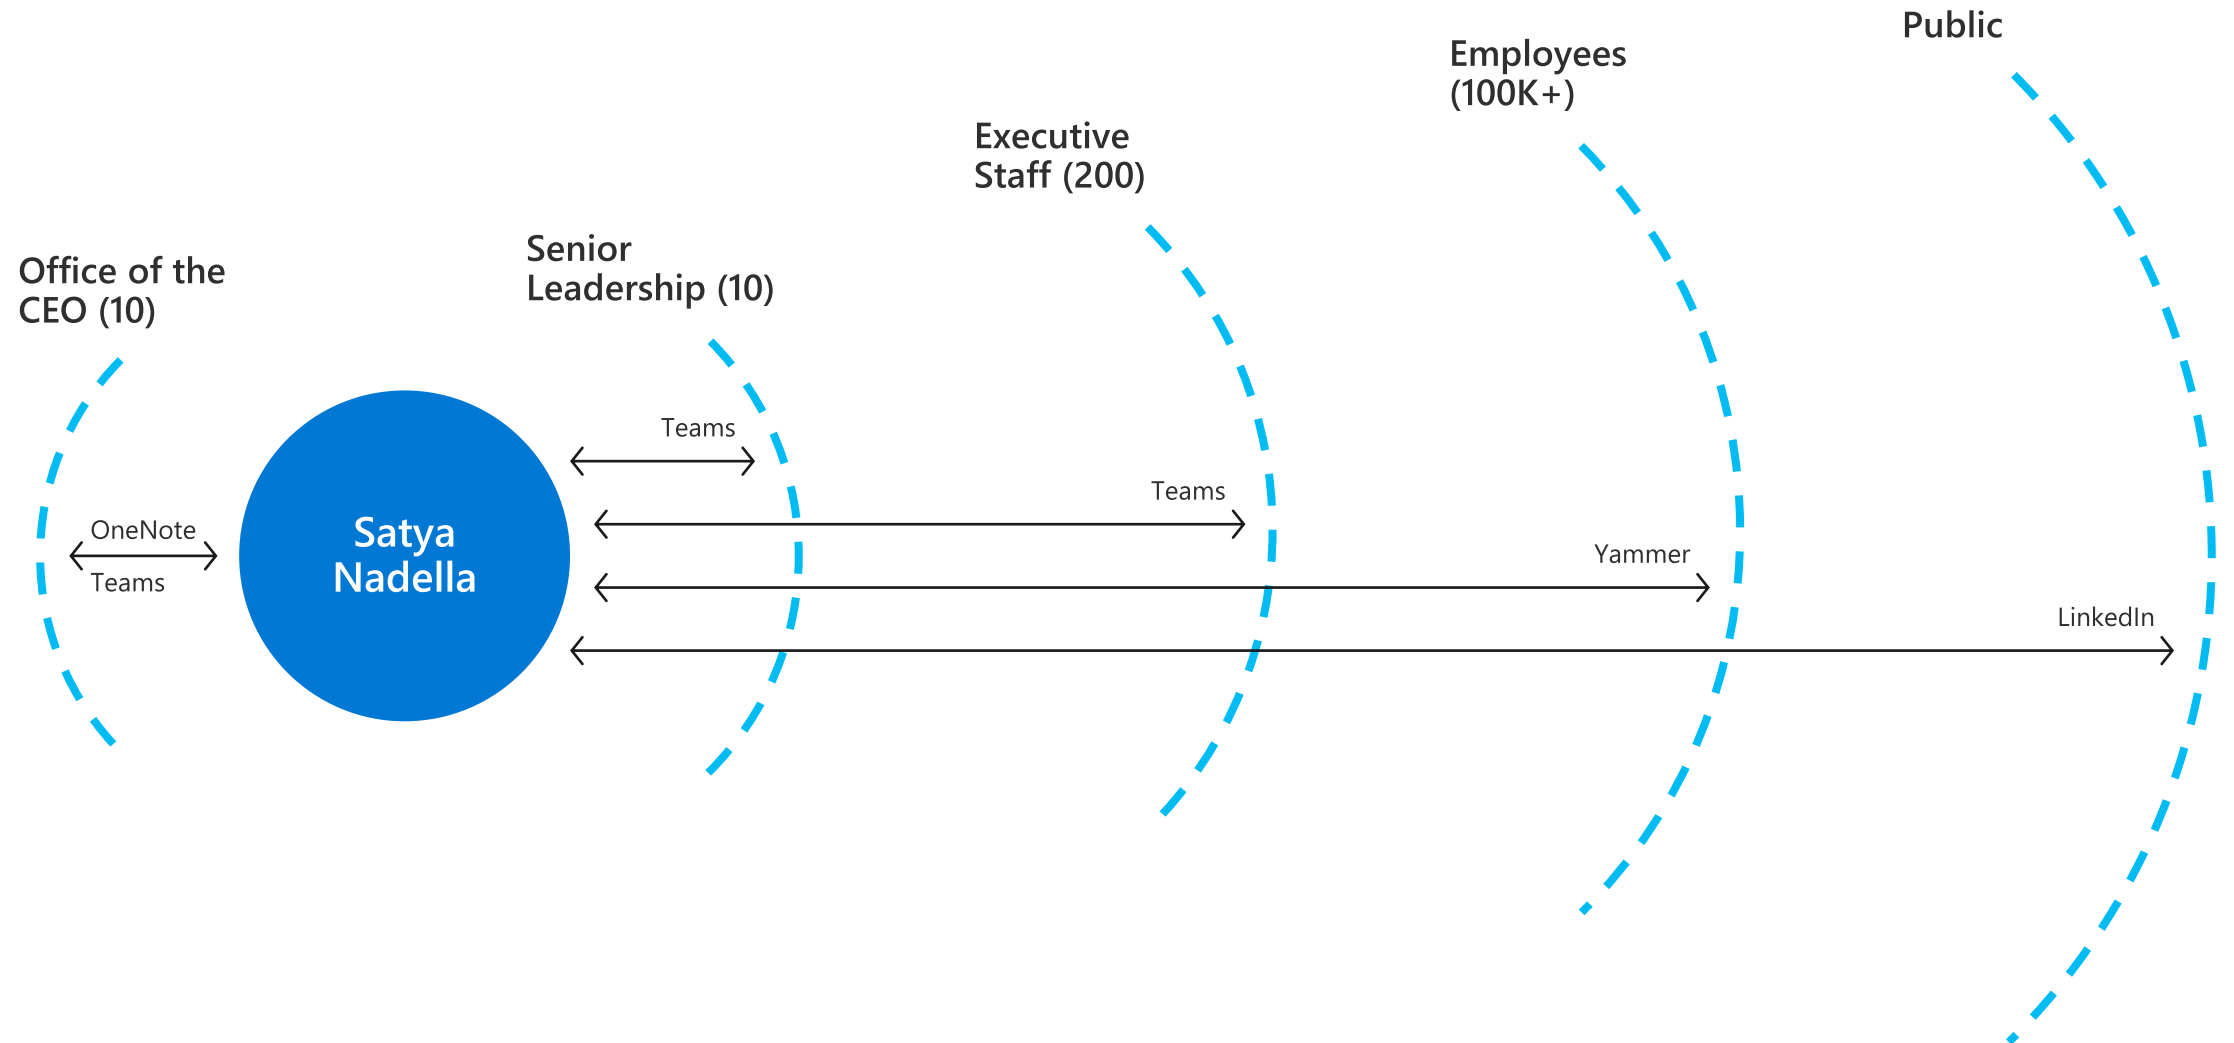 Public
Employees
(100K+)
Executive
Staff (200)
Senior
Leadership (10)
Office of the
CEO (10)
Teams
Teams
OneNote
Teams
Satya
Nadella
Yammer
LinkedIn